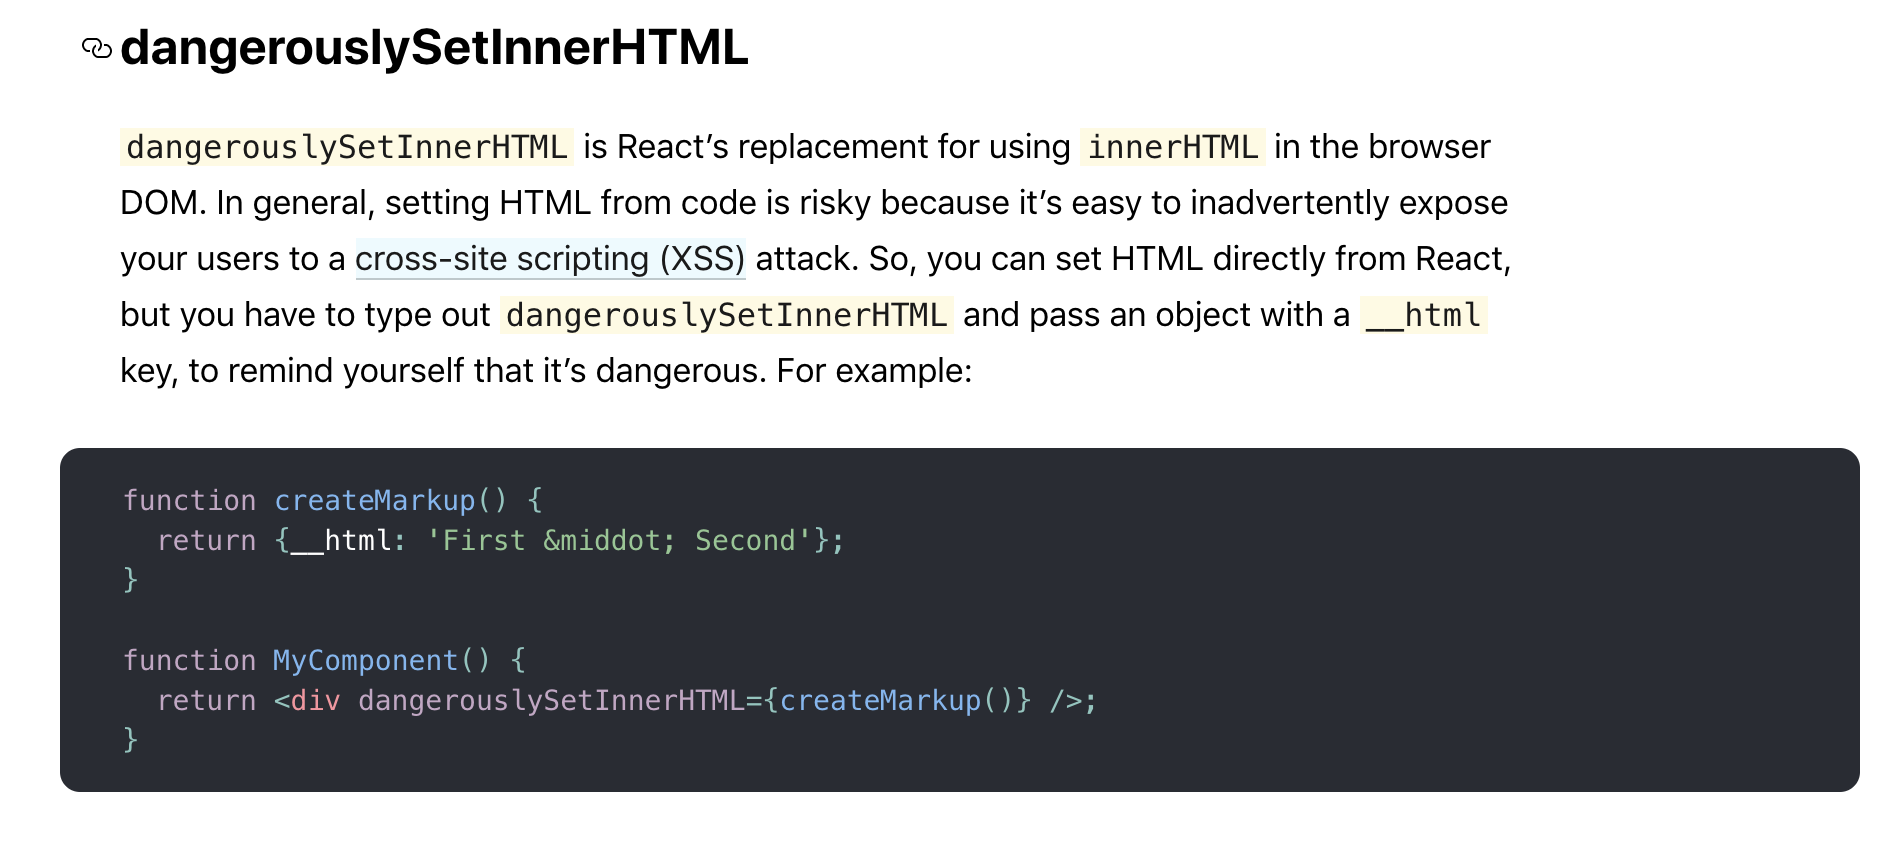 dangerouslySetInnerHTML
dangerouslySetInnerHTML is React’s replacement for using innerHTML in the browser
DOM. In general, setting HTML from code is risky because it’s easy to inadvertently expose
your users to a cross-site scripting (XSS) attack. So, you can set HTML directly from React,
but you have to type out dangerouslySetInnerHTML and pass an object with a __html
key, to remind yourself that it’s dangerous. For example:
function createMarkup() {
  return {__html: 'First &middot; Second'};
}
function MyComponent() {
  return <div dangerouslySetInnerHTML={createMarkup()} />;
}